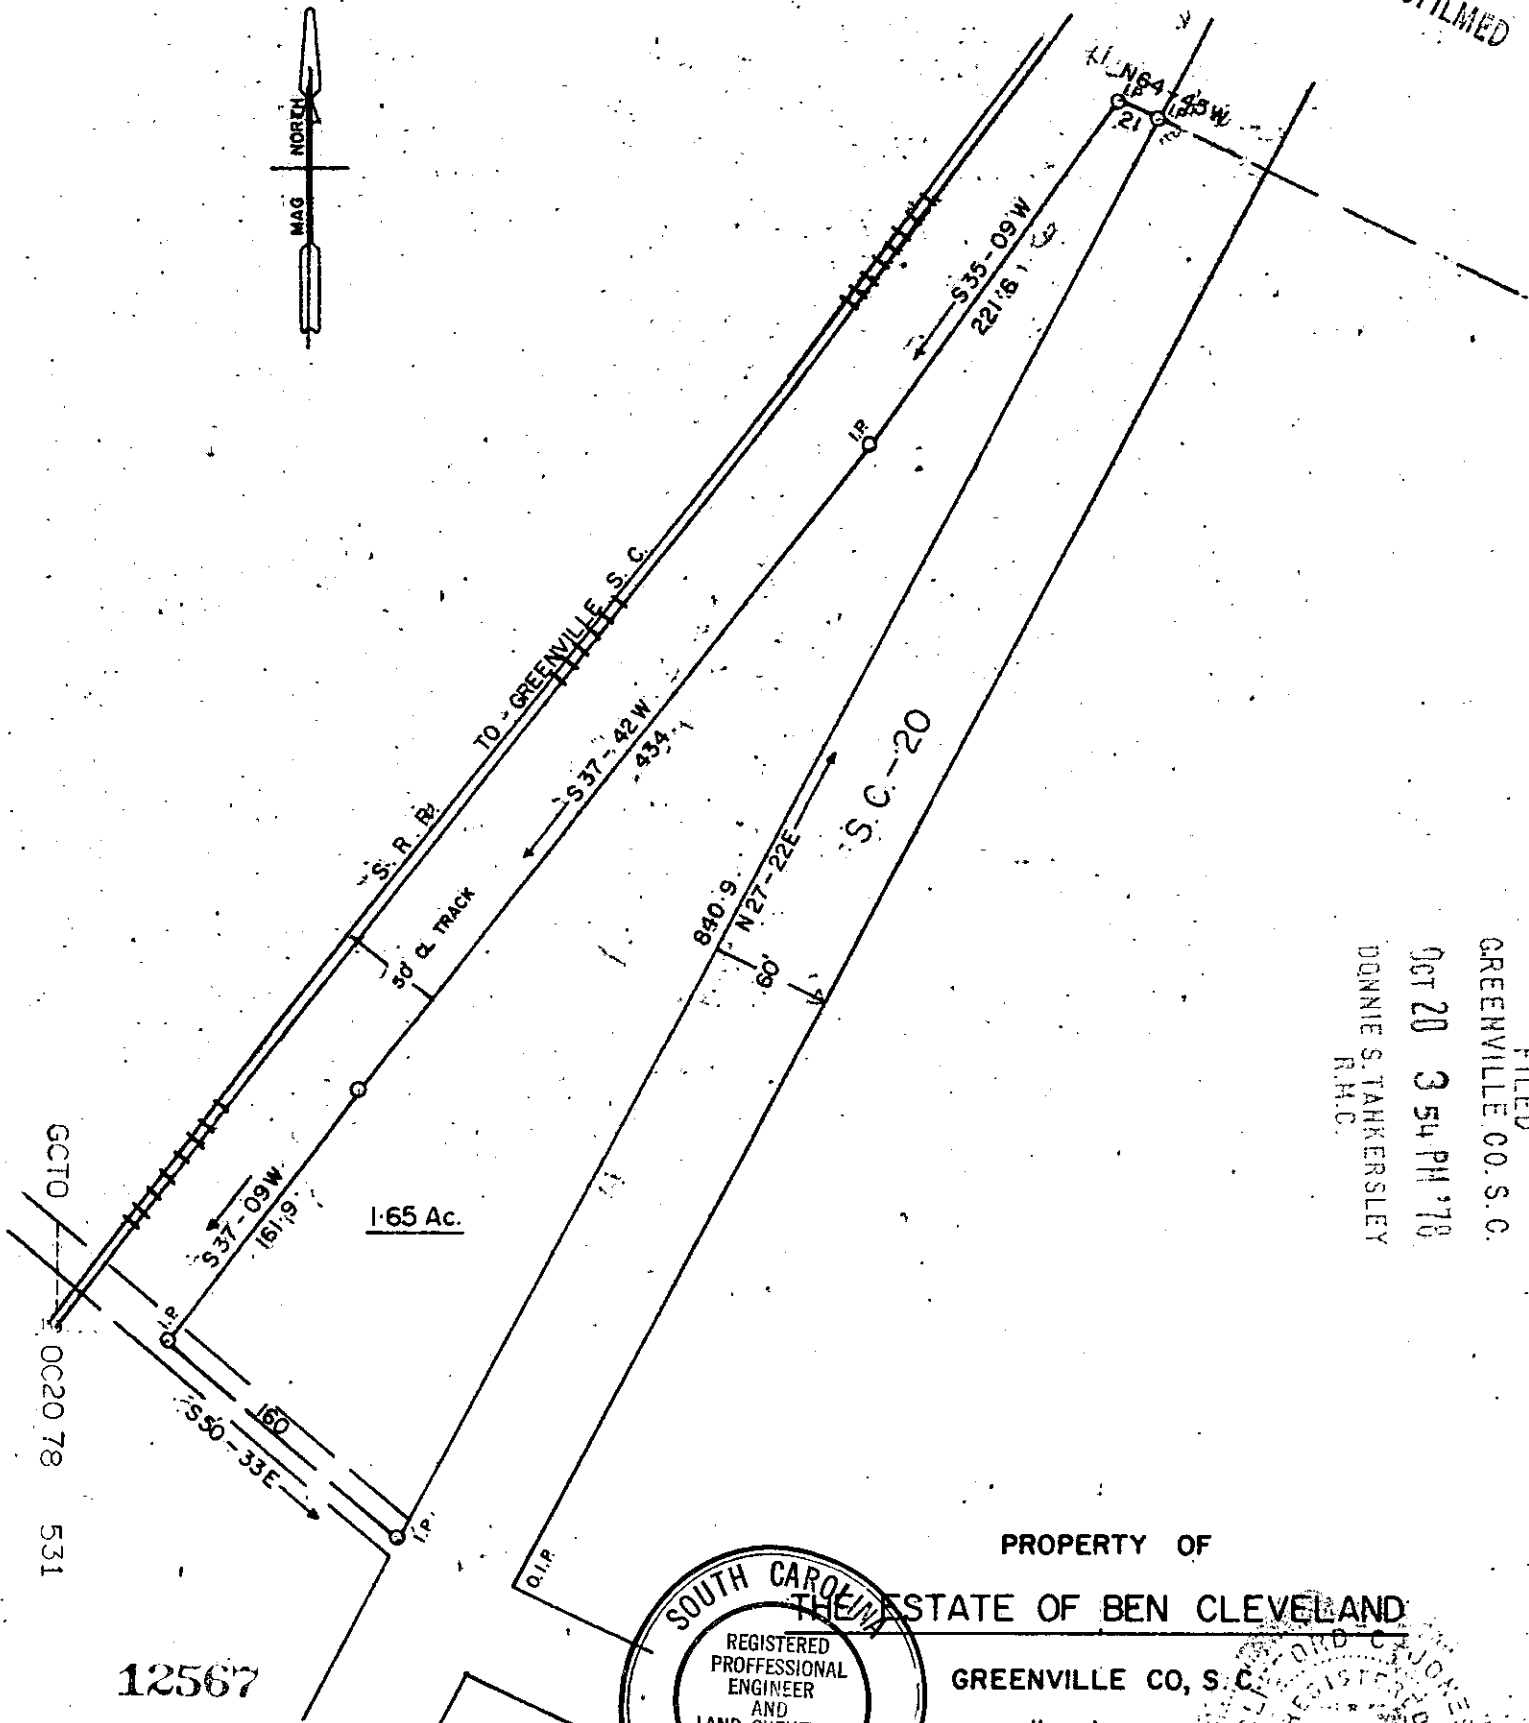 MAG NORTH
N64-45W
I.P.
I.P.
21
S35-09W
221.6
I.P.
TO - GREENVILLE S. C.
S. R. R.
S37-42W
434
S. C. - 20
840.9
N27-22E
60'
50' CL TRACK
S37-09W
161.9
1.65 Ac.
I.P.
160
S50-33E
I.P.
O.I.P.
FILED
GREENVILLE CO. S. C.
OCT 20 3 54 PM '78
DONNIE S. TANKERSLEY
R.M.C.
GCTO
OC20 78 531
12567
PROPERTY OF
THE ESTATE OF BEN CLEVELAND
GREENVILLE CO, S. C.
SOUTH CAROLINA
REGISTERED
PROFFESSIONAL
ENGINEER
AND